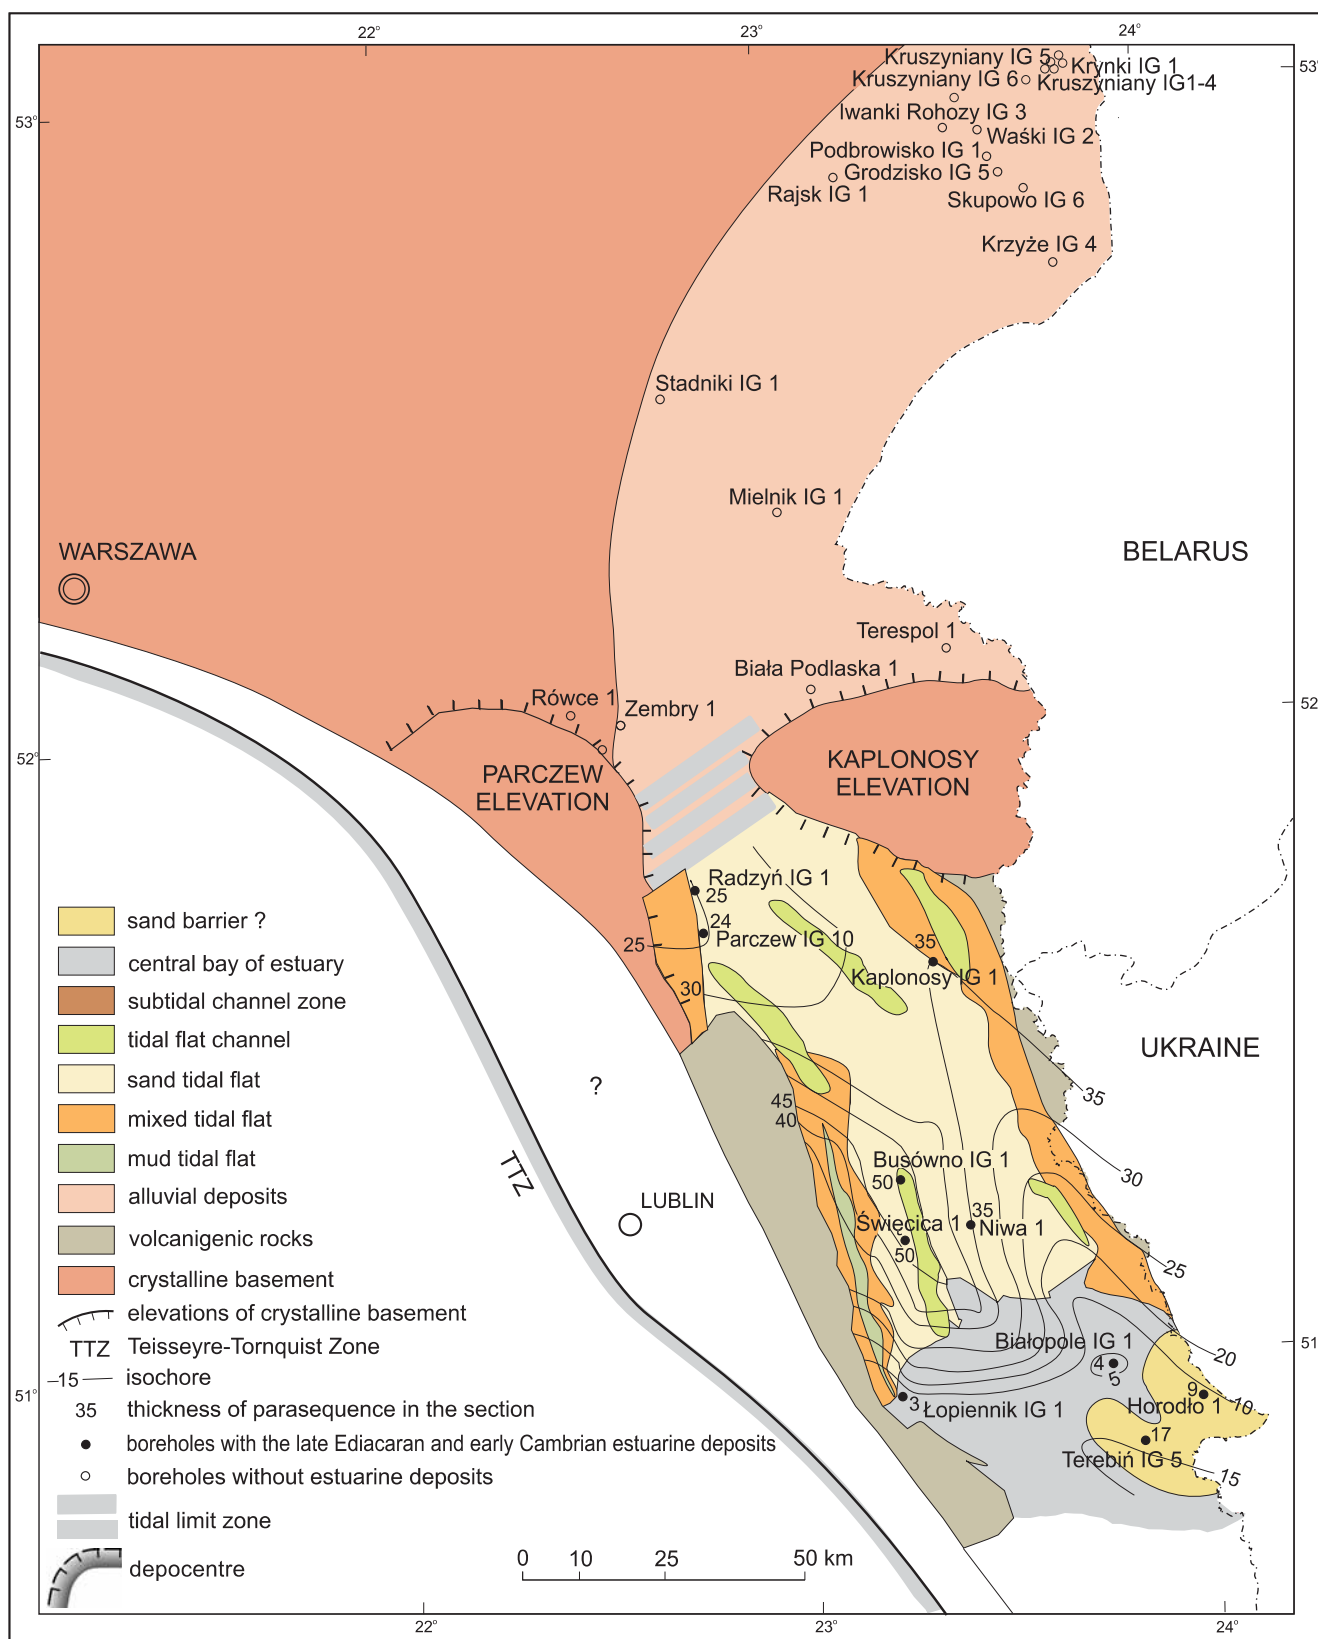 22°
23°
24°
53°
53°
Kruszyniany IG 5
Krynki IG 1
Kruszyniany IG 6
Kruszyniany IG1-4
Iwanki Rohozy IG 3
Waśki IG 2
Podbrowisko IG 1
Grodzisko IG 5
Rajsk IG 1
Skupowo IG 6
Krzyże IG 4
Stadniki IG 1
Mielnik IG 1
WARSZAWA
BELARUS
Terespol 1
Biała Podlaska 1
Rówce 1
Zembry 1
52°
52°
PARCZEW
ELEVATION
KAPLONOSY
ELEVATION
Radzyń IG 1
25
24
Parczew IG 10
25
35
Kaplonosy IG 1
30
UKRAINE
?
45
40
35
30
Busówno IG 1
50
TTZ
LUBLIN
Święcica 1
35
Niwa 1
50
25
20
Białopole IG 1
4
5
9
10
Horodło 1
3
Łopiennik IG 1
17
Terebiń IG 5
15
51°
51°
sand barrier ?
central bay of estuary
subtidal channel zone
tidal flat channel
sand tidal flat
mixed tidal flat
mud tidal flat
alluvial deposits
volcanigenic rocks
crystalline basement
elevations of crystalline basement
TTZ Teisseyre-Tornquist Zone
15 isochore
35 thickness of parasequence in the section
boreholes with the late Ediacaran and early Cambrian estuarine deposits
boreholes without estuarine deposits
tidal limit zone
depocentre
0 10 25 50 km
22°
23°
24°